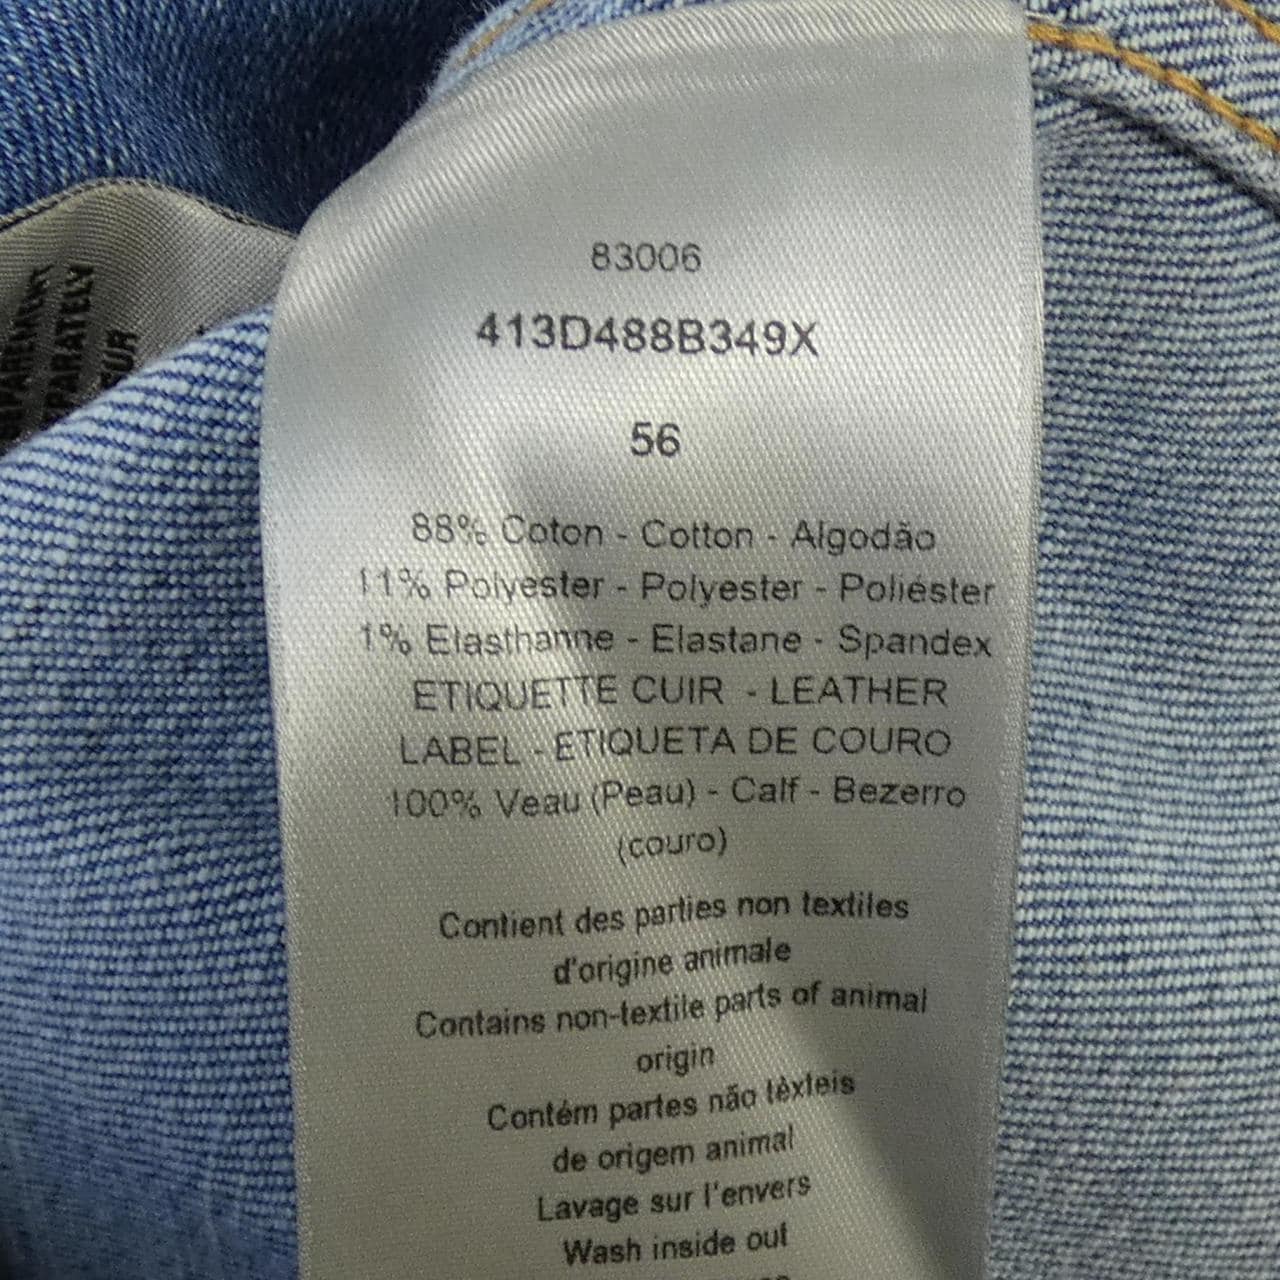 83006
413D488B349X
56
88% Coton - Cotton - Algodão
11% Polyester - Polyester - Poliéster
1% Elasthanne - Elastane - Spandex
ETIQUETTE CUIR - LEATHER
LABEL - ETIQUETA DE COURO
100% Veau (Peau) - Calf - Bezerro
(couro)
Contient des parties non textiles
d'origine animale
Contains non-textile parts of animal
origin
Contém partes não têxteis
de origem animal
Lavage sur l'envers
Wash inside out